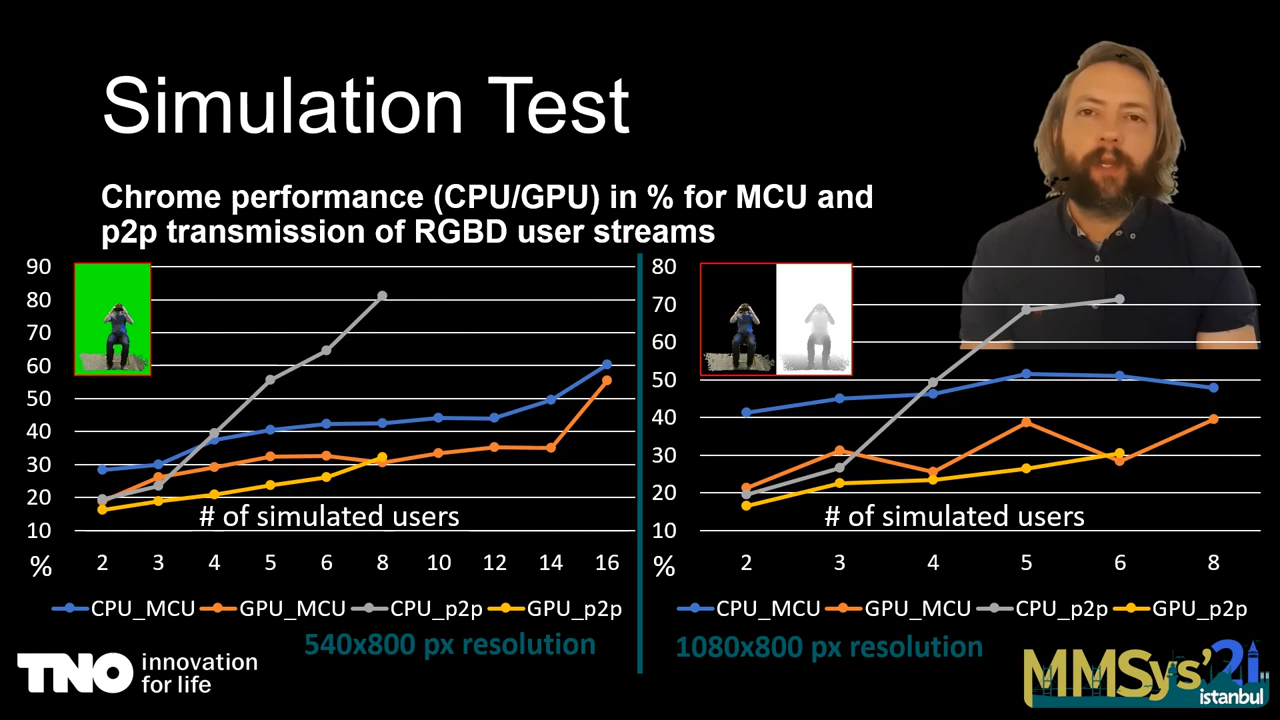 Simulation Test
Chrome performance (CPU/GPU) in % for MCU and
p2p transmission of RGBD user streams
90
80
70
60
50
40
30
20
10
# of simulated users
% 2 3 4 5 6 8 10 12 14 16
CPU_MCU GPU_MCU CPU_p2p GPU_p2p
540x800 px resolution
80
70
60
50
40
30
20
10
# of simulated users
% 2 3 4 5 6 8
CPU_MCU GPU_MCU CPU_p2p GPU_p2p
1080x800 px resolution
TNO innovation
for life
MMSys'21
istanbul